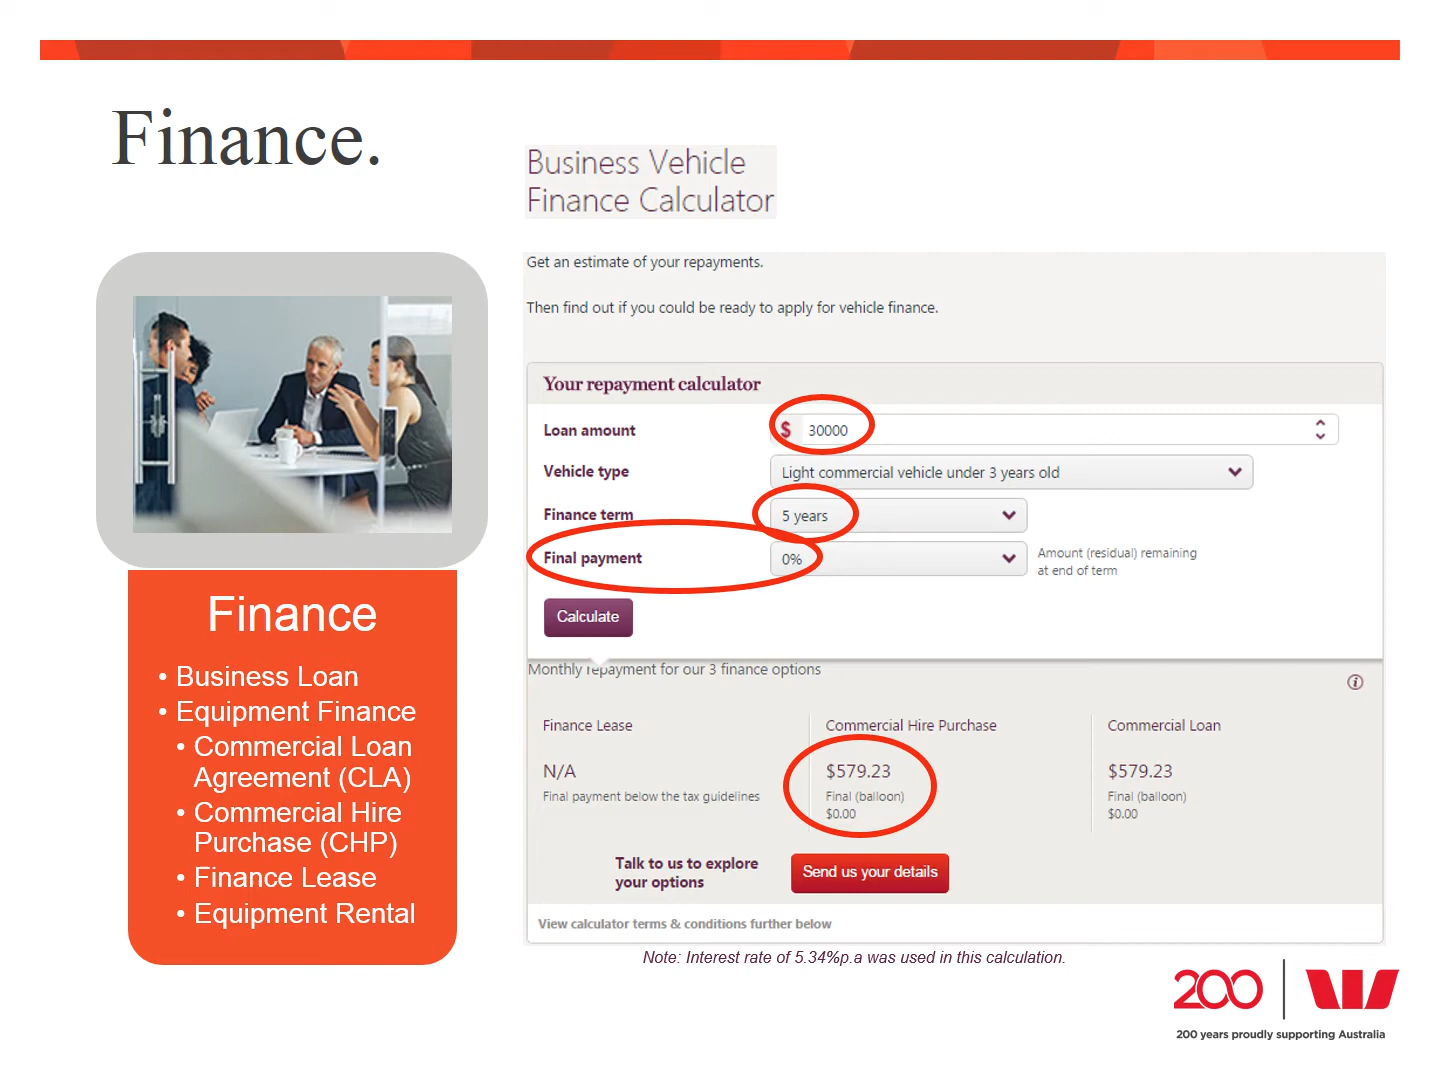 Finance.
Business Vehicle
Finance Calculator
Get an estimate of your repayments.
Then find out if you could be ready to apply for vehicle finance.
Your repayment calculator
Loan amount $ 30000
Vehicle type Light commercial vehicle under 3 years old
Finance term 5 years
Final payment 0% Amount (residual) remaining
at end of term
Calculate
Monthly repayment for our 3 finance options
Finance Lease Commercial Hire Purchase Commercial Loan
N/A $579.23 $579.23
Final payment below the tax guidelines Final (balloon) Final (balloon)
$0.00 $0.00
Talk to us to explore
your options
Send us your details
View calculator terms & conditions further below
Note: Interest rate of 5.34%p.a was used in this calculation.
Finance
• Business Loan
• Equipment Finance
• Commercial Loan
Agreement (CLA)
• Commercial Hire
Purchase (CHP)
• Finance Lease
• Equipment Rental
200
200 years proudly supporting Australia